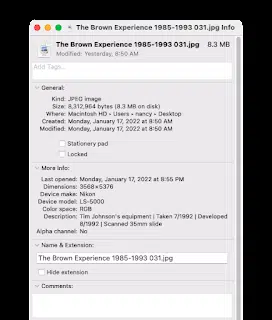 The Brown Experience 1985-1993 031.jpg Info
The Brown Experience 1985-1993 031.jpg 8.3 MB
Modified: Yesterday, 8:50 AM
Add Tags...
General:
Kind: JPEG image
Size: 8,312,964 bytes (8.3 MB on disk)
Where: Macintosh HD › Users › nancy › Desktop
Created: Monday, January 17, 2022 at 8:50 AM
Modified: Monday, January 17, 2022 at 8:50 AM
Stationery pad
Locked
More Info:
Last opened: Monday, January 17, 2022 at 8:55 PM
Dimensions: 3568×5376
Device make: Nikon
Device model: LS-5000
Color space: RGB
Description: Tim Johnson's equipment | Taken 7/1992 | Developed
8/1992 | Scanned 35mm slide
Alpha channel: No
Name & Extension:
The Brown Experience 1985-1993 031.jpg
Hide extension
Comments: